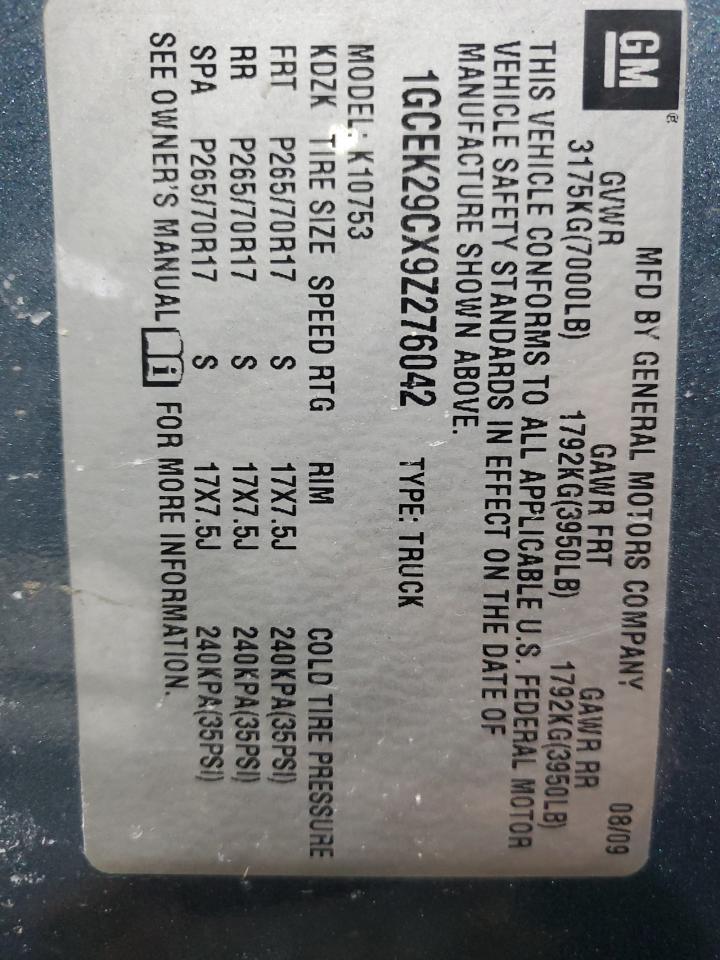 GM
MFD BY GENERAL MOTORS COMPANY 08/09
GVWR GAWR FRT GAWR RR
3175KG(7000LB) 1792KG(3950LB) 1792KG(3950LB)
THIS VEHICLE CONFORMS TO ALL APPLICABLE U.S. FEDERAL MOTOR
VEHICLE SAFETY STANDARDS IN EFFECT ON THE DATE OF
MANUFACTURE SHOWN ABOVE.
1GCEK29CX9Z276042 TYPE: TRUCK
MODEL: K10753
KDZK TIRE SIZE SPEED RTG RIM COLD TIRE PRESSURE
FRT P265/70R17 S 17X7.5J 240KPA(35PSI)
RR P265/70R17 S 17X7.5J 240KPA(35PSI)
SPA P265/70R17 S 17X7.5J 240KPA(35PSI)
SEE OWNER'S MANUAL i FOR MORE INFORMATION.